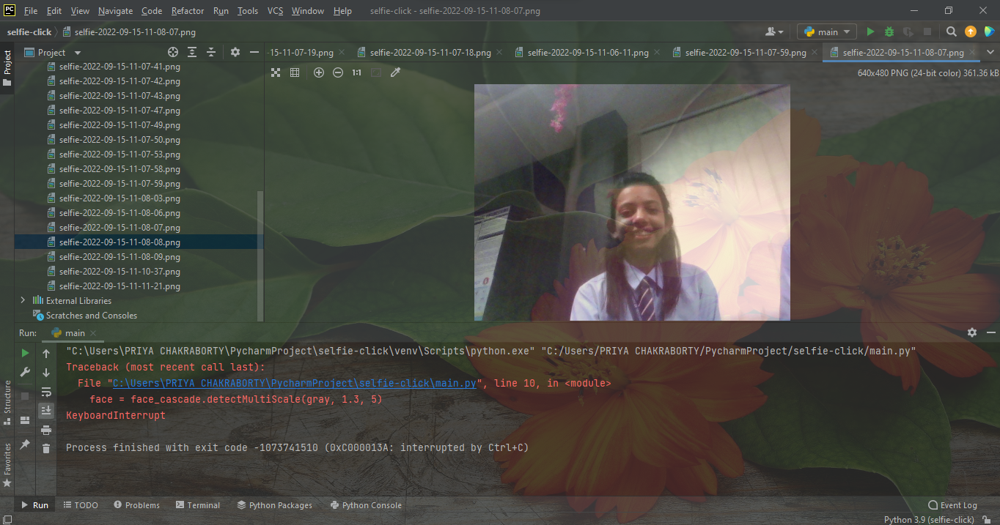 PC File Edit View Navigate Code Refactor Run Tools VCS Window Help selfie-click - selfie-2022-09-15-11-08-07.png
selfie-click selfie-2022-09-15-11-08-07.png main
Project
Project -15-11-07-19.png selfie-2022-09-15-11-07-18.png selfie-2022-09-15-11-06-11.png selfie-2022-09-15-11-07-59.png selfie-2022-09-15-11-08-07.png
1:1 640x480 PNG (24-bit color) 361.36 kB
selfie-2022-09-15-11-07-41.png
selfie-2022-09-15-11-07-42.png
selfie-2022-09-15-11-07-43.png
selfie-2022-09-15-11-07-47.png
selfie-2022-09-15-11-07-49.png
selfie-2022-09-15-11-07-50.png
selfie-2022-09-15-11-07-53.png
selfie-2022-09-15-11-07-58.png
selfie-2022-09-15-11-07-59.png
selfie-2022-09-15-11-08-03.png
selfie-2022-09-15-11-08-06.png
selfie-2022-09-15-11-08-07.png
selfie-2022-09-15-11-08-08.png
selfie-2022-09-15-11-08-09.png
selfie-2022-09-15-11-10-37.png
selfie-2022-09-15-11-11-21.png
External Libraries
Scratches and Consoles
Run: main
"C:\Users\PRIYA CHAKRABORTY\PycharmProject\selfie-click\venv\Scripts\python.exe" "C:/Users/PRIYA CHAKRABORTY/PycharmProject/selfie-click/main.py"
Traceback (most recent call last):
File "C:\Users\PRIYA CHAKRABORTY\PycharmProject\selfie-click\main.py", line 10, in <module>
face = face_cascade.detectMultiScale(gray, 1.3, 5)
KeyboardInterrupt
Process finished with exit code -1073741510 (0xC000013A: interrupted by Ctrl+C)
Structure
Favorites
Run TODO Problems Terminal Python Packages Python Console Event Log
Python 3.9 (selfie-click)